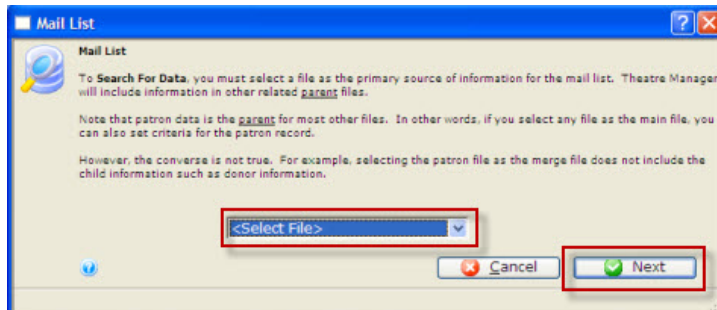 Mail List
Mail List
To Search For Data, you must select a file as the primary source of information for the mail list. Theatre Manager
will include information in other related parent files.
Note that patron data is the parent for most other files. In other words, if you select any file as the main file, you
can also set criteria for the patron record.
However, the converse is not true. For example, selecting the patron file as the merge file does not include the
child information such as donor information.
<Select File>
Cancel
Next